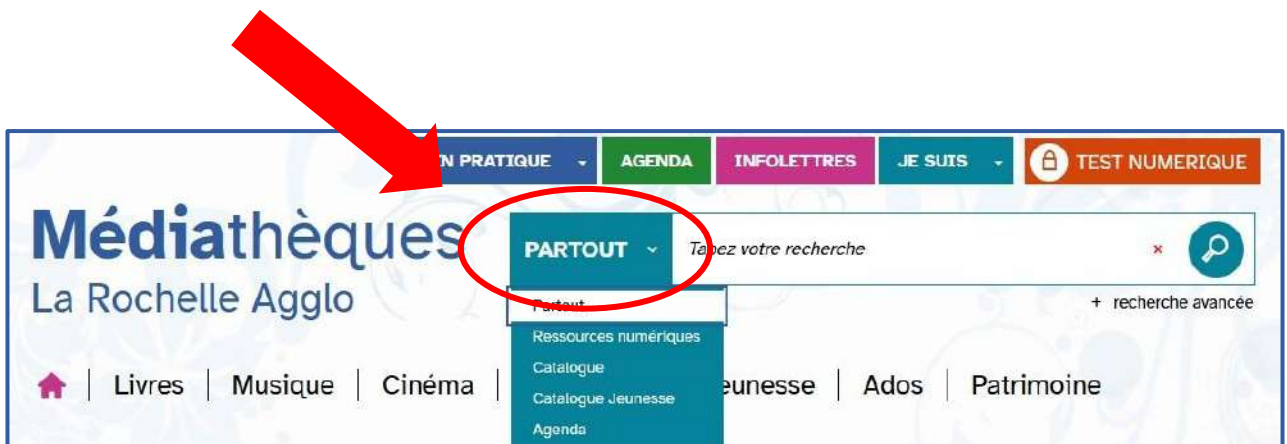 EN PRATIQUE AGENDA INFOLETTRES JE SUIS TEST NUMERIQUE
Médiathèques
La Rochelle Agglo
PARTOUT Tapez votre recherche ×
+ recherche avancée
Partout
Ressources numériques
Catalogue
Catalogue Jeunesse
Agenda
Livres | Musique | Cinéma | | Ados | Patrimoine